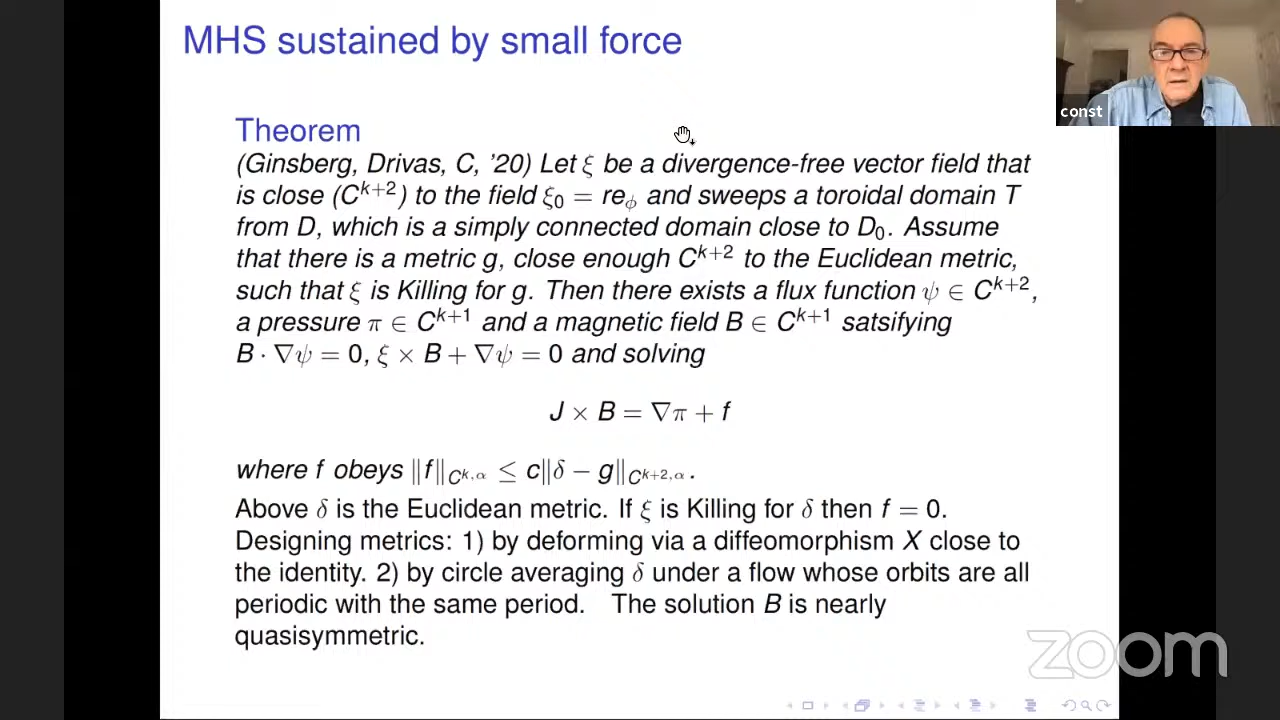 MHS sustained by small force
const
Theorem
(Ginsberg, Drivas, C, '20) Let ξ be a divergence-free vector field that
is close (C^{k+2}) to the field ξ₀ = re_ϕ and sweeps a toroidal domain T
from D, which is a simply connected domain close to D₀. Assume
that there is a metric g, close enough C^{k+2} to the Euclidean metric,
such that ξ is Killing for g. Then there exists a flux function ψ ∈ C^{k+2},
a pressure π ∈ C^{k+1} and a magnetic field B ∈ C^{k+1} satsifying
B · ∇ψ = 0, ξ × B + ∇ψ = 0 and solving
J × B = ∇π + f
where f obeys ‖f‖_{C^{k,α}} ≤ c‖δ − g‖_{C^{k+2,α}}.
Above δ is the Euclidean metric. If ξ is Killing for δ then f = 0.
Designing metrics: 1) by deforming via a diffeomorphism X close to
the identity. 2) by circle averaging δ under a flow whose orbits are all
periodic with the same period. The solution B is nearly
quasisymmetric.
zoom